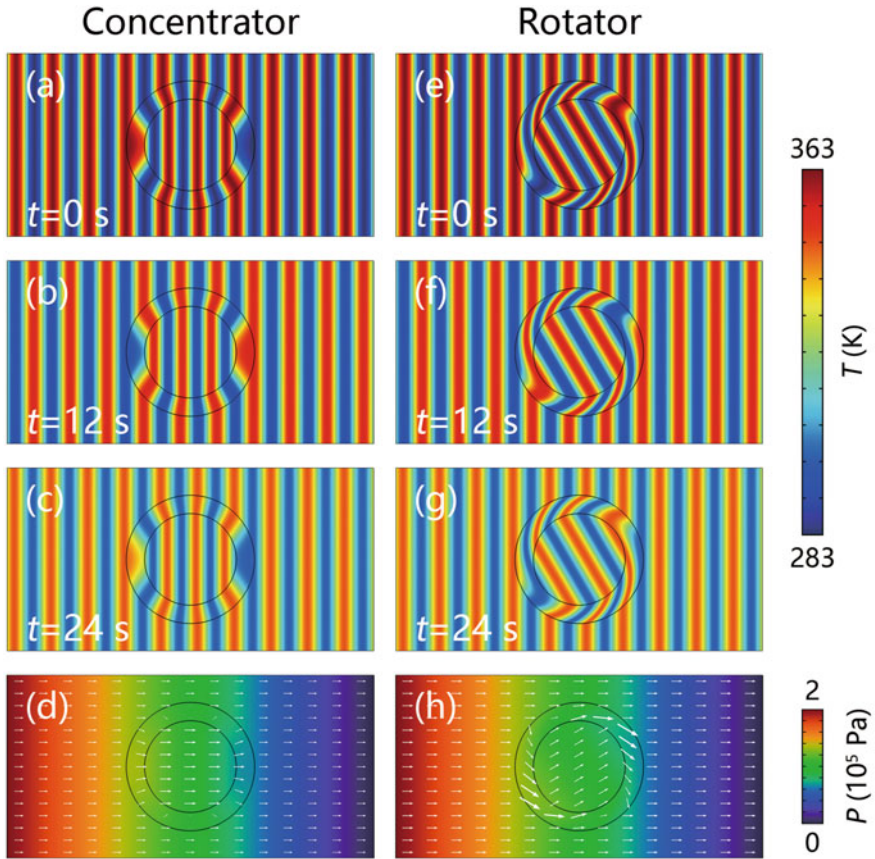 Concentrator
Rotator
(a)
t=0 s
(e)
t=0 s
363
T (K)
283
(b)
t=12 s
(f)
t=12 s
(c)
t=24 s
(g)
t=24 s
(d)
(h)
2
P (10⁵ Pa)
0